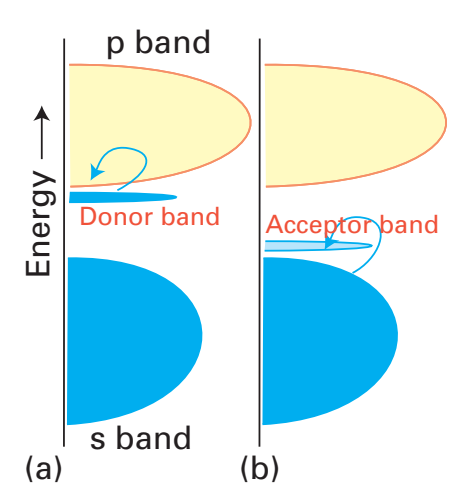 p band
Energy
Donor band
Acceptor band
s band
(a)
(b)